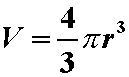 V = 4/3 πr³